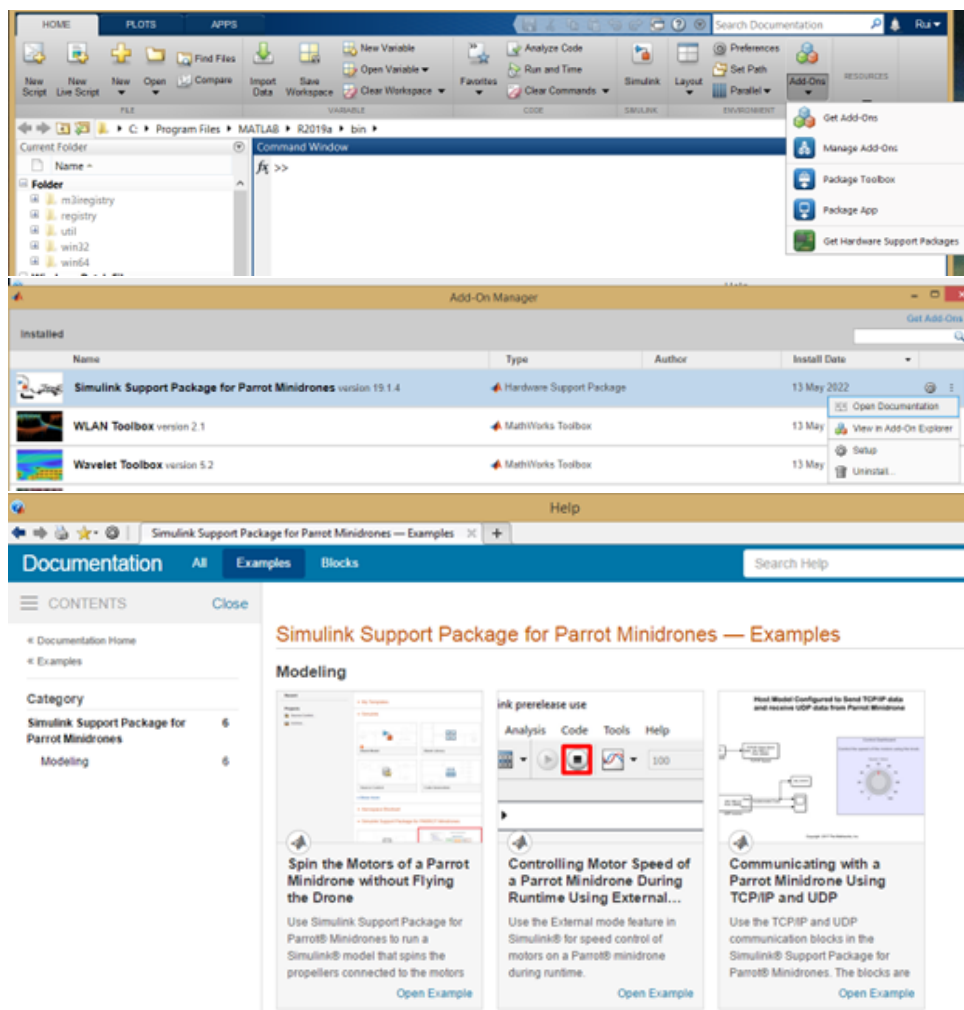 HOME PLOTS APPS Search Documentation Rui
New Script
New Live Script
New
Open
Find Files
Compare
Import Data
Save Workspace
New Variable
Open Variable
Clear Workspace
Favorites
Analyze Code
Run and Time
Clear Commands
Simulink
Layout
Preferences
Set Path
Parallel
Add-Ons
RESOURCES
FILE VARIABLE CODE SIMULINK ENVIRONMENT
Get Add-Ons
Manage Add-Ons
Package Toolbox
Package App
Get Hardware Support Packages
C: Program Files MATLAB R2019a bin
Current Folder
Command Window
Name
fx >>
Folder
m3iregistry
registry
util
win32
win64
Add-On Manager
Get Add-Ons
Installed
Name Type Author Install Date
Simulink Support Package for Parrot Minidrones version 19.1.4 Hardware Support Package 13 May 2022
WLAN Toolbox version 2.1 MathWorks Toolbox 13 May
Wavelet Toolbox version 5.2 MathWorks Toolbox 13 May
Open Documentation
View in Add-On Explorer
Setup
Uninstall...
Help
Simulink Support Package for Parrot Minidrones — Examples
Documentation All Examples Blocks Search Help
CONTENTS Close
« Documentation Home
« Examples
Category
Simulink Support Package for Parrot Minidrones 6
Modeling 6
Simulink Support Package for Parrot Minidrones — Examples
Modeling
ink prerelease use
Analysis Code Tools Help
100
Host Model Configured to Send TCP/IP data
and receive UDP data from Parrot Minidrone
Spin the Motors of a Parrot
Minidrone without Flying
the Drone
Use Simulink Support Package for
Parrot® Minidrones to run a
Simulink® model that spins the
propellers connected to the motors
Open Example
Controlling Motor Speed of
a Parrot Minidrone During
Runtime Using External...
Use the External mode feature in
Simulink® for speed control of
motors on a Parrot® minidrone
during runtime.
Open Example
Communicating with a
Parrot Minidrone Using
TCP/IP and UDP
Use the TCP/IP and UDP
communication blocks in the
Simulink® Support Package for
Parrot® Minidrones. The blocks are
Open Example